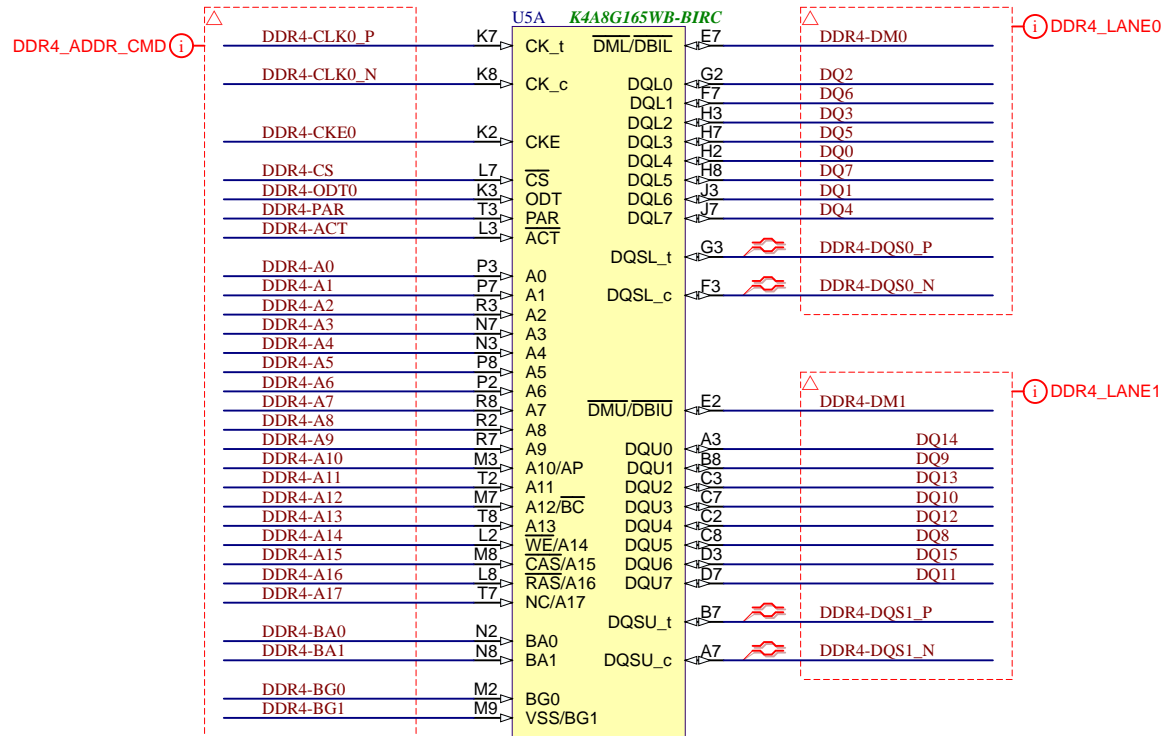 U5A K4A8G165WB-BIRC
DDR4_ADDR_CMD i
i DDR4_LANE0
DDR4-CLK0_P K7 CK_t DML/DBIL E7 DDR4-DM0
DDR4-CLK0_N K8 CK_c DQL0 G2 DQ2
DQL1 F7 DQ6
DQL2 H3 DQ3
DDR4-CKE0 K2 CKE DQL3 H7 DQ5
DQL4 H2 DQ0
DDR4-CS L7 CS DQL5 H8 DQ7
DDR4-ODT0 K3 ODT DQL6 J3 DQ1
DDR4-PAR T3 PAR DQL7 J7 DQ4
DDR4-ACT L3 ACT
DQSL_t G3 DDR4-DQS0_P
DDR4-A0 P3 A0
DDR4-A1 P7 A1 DQSL_c F3 DDR4-DQS0_N
DDR4-A2 R3 A2
DDR4-A3 N7 A3
DDR4-A4 N3 A4
DDR4-A5 P8 A5
DDR4-A6 P2 A6
i DDR4_LANE1
DDR4-A7 R8 A7 DMU/DBIU E2 DDR4-DM1
DDR4-A8 R2 A8
DDR4-A9 R7 A9 DQU0 A3 DQ14
DDR4-A10 M3 A10/AP DQU1 B8 DQ9
DDR4-A11 T2 A11 DQU2 C3 DQ13
DDR4-A12 M7 A12/BC DQU3 C7 DQ10
DDR4-A13 T8 A13 DQU4 C2 DQ12
DDR4-A14 L2 WE/A14 DQU5 C8 DQ8
DDR4-A15 M8 CAS/A15 DQU6 D3 DQ15
DDR4-A16 L8 RAS/A16 DQU7 D7 DQ11
DDR4-A17 T7 NC/A17
DQSU_t B7 DDR4-DQS1_P
DDR4-BA0 N2 BA0
DDR4-BA1 N8 BA1 DQSU_c A7 DDR4-DQS1_N
DDR4-BG0 M2 BG0
DDR4-BG1 M9 VSS/BG1